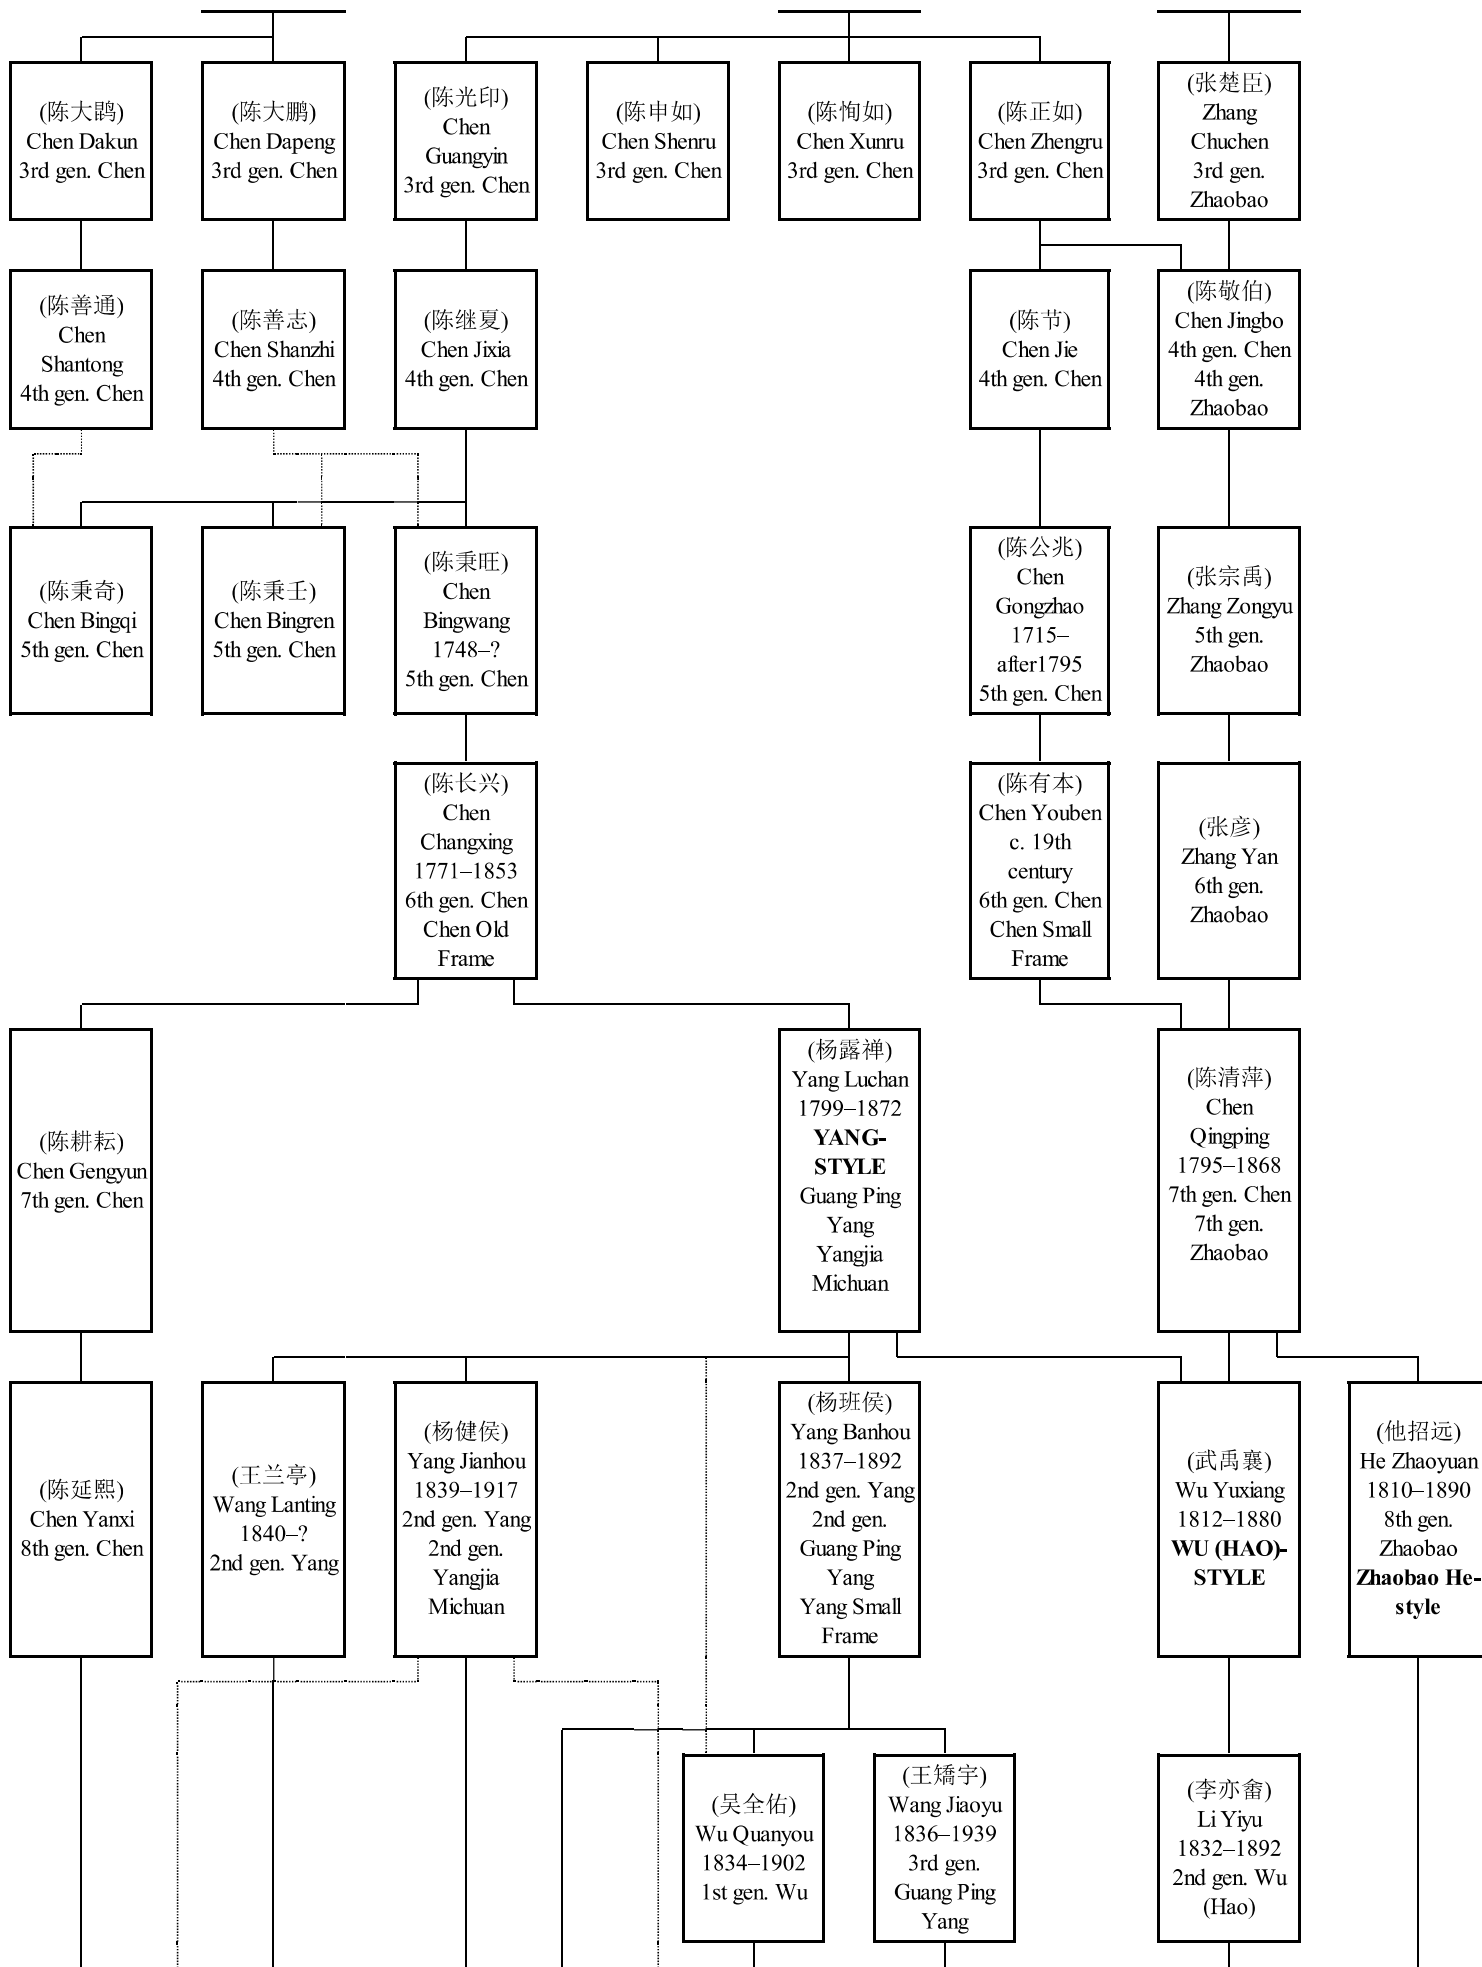 (陈大鹍)
Chen Dakun
3rd gen. Chen
(陈大鹏)
Chen Dapeng
3rd gen. Chen
(陈光印)
Chen
Guangyin
3rd gen. Chen
(陈申如)
Chen Shenru
3rd gen. Chen
(陈恂如)
Chen Xunru
3rd gen. Chen
(陈正如)
Chen Zhengru
3rd gen. Chen
(张楚臣)
Zhang
Chuchen
3rd gen.
Zhaobao
(陈善通)
Chen
Shantong
4th gen. Chen
(陈善志)
Chen Shanzhi
4th gen. Chen
(陈继夏)
Chen Jixia
4th gen. Chen
(陈节)
Chen Jie
4th gen. Chen
(陈敬伯)
Chen Jingbo
4th gen. Chen
4th gen.
Zhaobao
(陈秉奇)
Chen Bingqi
5th gen. Chen
(陈秉壬)
Chen Bingren
5th gen. Chen
(陈秉旺)
Chen
Bingwang
1748–?
5th gen. Chen
(陈公兆)
Chen
Gongzhao
1715–
after1795
5th gen. Chen
(张宗禹)
Zhang Zongyu
5th gen.
Zhaobao
(陈长兴)
Chen
Changxing
1771–1853
6th gen. Chen
Chen Old
Frame
(陈有本)
Chen Youben
c. 19th
century
6th gen. Chen
Chen Small
Frame
(张彦)
Zhang Yan
6th gen.
Zhaobao
(陈耕耘)
Chen Gengyun
7th gen. Chen
(杨露禅)
Yang Luchan
1799–1872
YANG-
STYLE
Guang Ping
Yang
Yangjia
Michuan
(陈清萍)
Chen
Qingping
1795–1868
7th gen. Chen
7th gen.
Zhaobao
(陈延熙)
Chen Yanxi
8th gen. Chen
(王兰亭)
Wang Lanting
1840–?
2nd gen. Yang
(杨健侯)
Yang Jianhou
1839–1917
2nd gen. Yang
2nd gen.
Yangjia
Michuan
(杨班侯)
Yang Banhou
1837–1892
2nd gen. Yang
2nd gen.
Guang Ping
Yang
Yang Small
Frame
(武禹襄)
Wu Yuxiang
1812–1880
WU (HAO)-
STYLE
(他招远)
He Zhaoyuan
1810–1890
8th gen.
Zhaobao
Zhaobao He-
style
(吴全佑)
Wu Quanyou
1834–1902
1st gen. Wu
(王矯宇)
Wang Jiaoyu
1836–1939
3rd gen.
Guang Ping
Yang
(李亦畬)
Li Yiyu
1832–1892
2nd gen. Wu
(Hao)